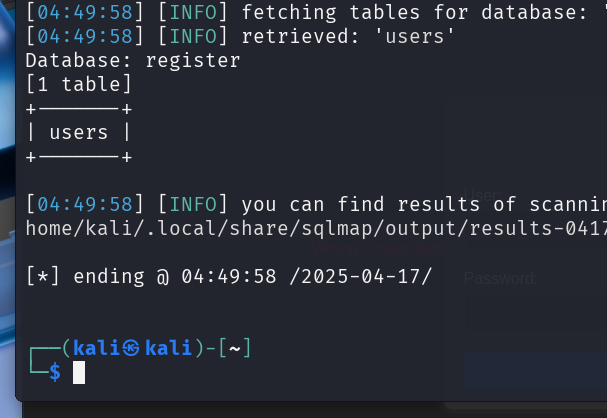 [04:49:58] [INFO] fetching tables for database: '
[04:49:58] [INFO] retrieved: 'users'
Database: register
[1 table]
+-------+
| users |
+-------+
[04:49:58] [INFO] you can find results of scannin
home/kali/.local/share/sqlmap/output/results-0417
[*] ending @ 04:49:58 /2025-04-17/
┌──(kali㉿kali)-[~]
└─$
User:
Password: